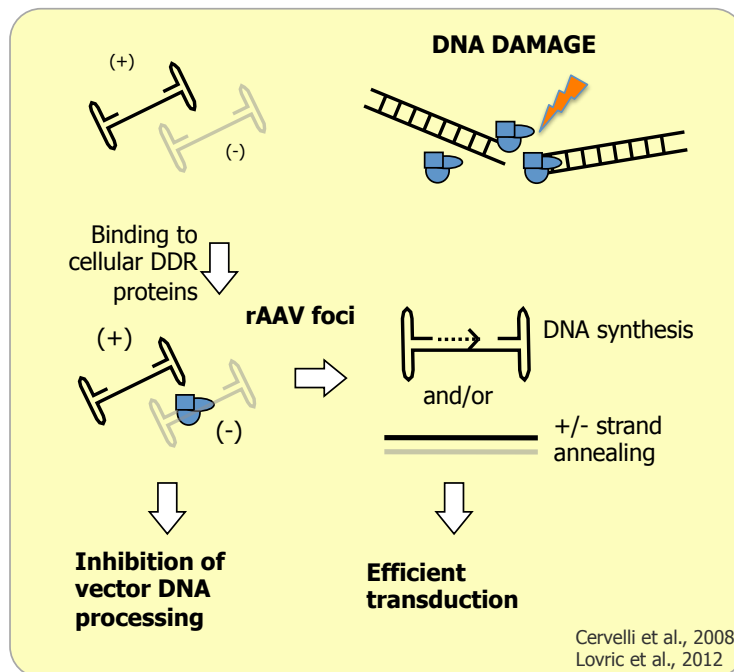 DNA DAMAGE
(+)
(-)
Binding to
cellular DDR
proteins
rAAV foci
(+)
(-)
DNA synthesis
and/or
+/- strand
annealing
Inhibition of
vector DNA
processing
Efficient
transduction
Cervelli et al., 2008
Lovric et al., 2012